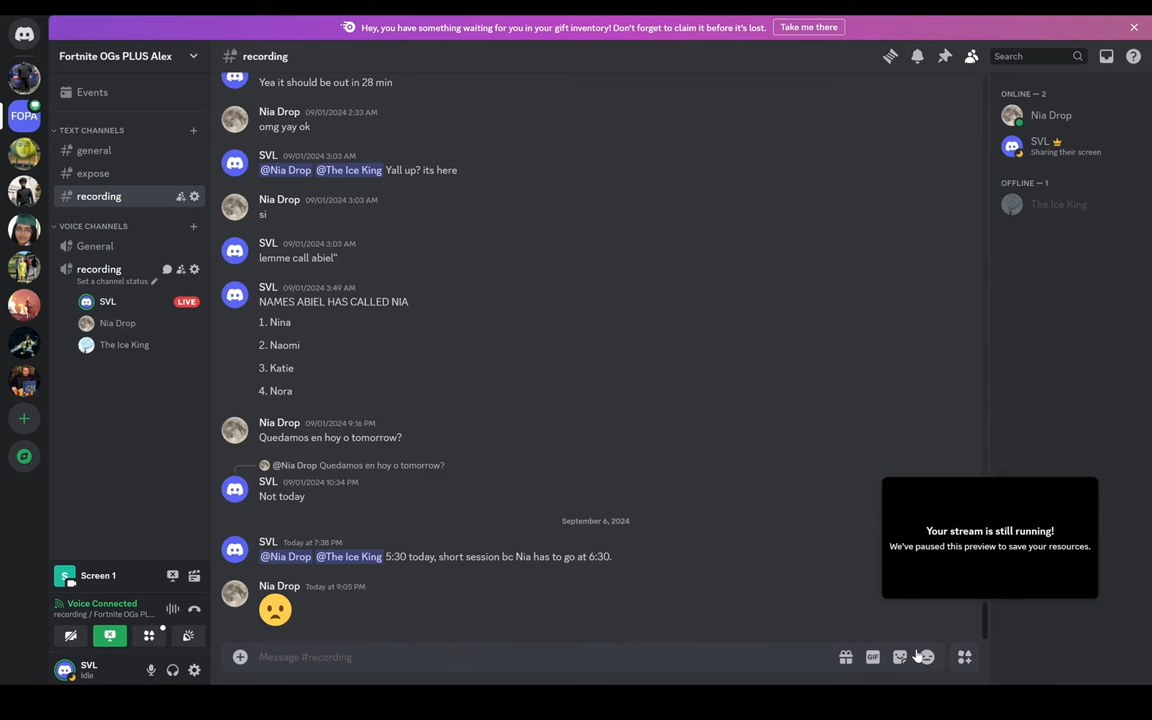 Hey, you have something waiting for you in your gift inventory! Don't forget to claim it before it's lost.
Take me there
Fortnite OGs PLUS Alex
recording
Search
Events
FOPA
TEXT CHANNELS
general
expose
recording
VOICE CHANNELS
General
recording
Set a channel status
SVL
LIVE
Nia Drop
The Ice King
Screen 1
Voice Connected
recording / Fortnite OGs PL...
SVL
Idle
Yea it should be out in 28 min
Nia Drop 09/01/2024 2:33 AM
omg yay ok
SVL 09/01/2024 3:03 AM
@Nia Drop @The Ice King Yall up? its here
Nia Drop 09/01/2024 3:03 AM
si
SVL 09/01/2024 3:03 AM
lemme call abiel"
SVL 09/01/2024 3:49 AM
NAMES ABIEL HAS CALLED NIA
1. Nina
2. Naomi
3. Katie
4. Nora
Nia Drop 09/01/2024 9:16 PM
Quedamos en hoy o tomorrow?
@Nia Drop Quedamos en hoy o tomorrow?
SVL 09/01/2024 10:34 PM
Not today
September 6, 2024
SVL Today at 7:38 PM
@Nia Drop @The Ice King 5:30 today, short session bc Nia has to go at 6:30.
Nia Drop Today at 9:05 PM
Message #recording
GIF
ONLINE — 2
Nia Drop
SVL
Sharing their screen
OFFLINE — 1
The Ice King
Your stream is still running!
We've paused this preview to save your resources.